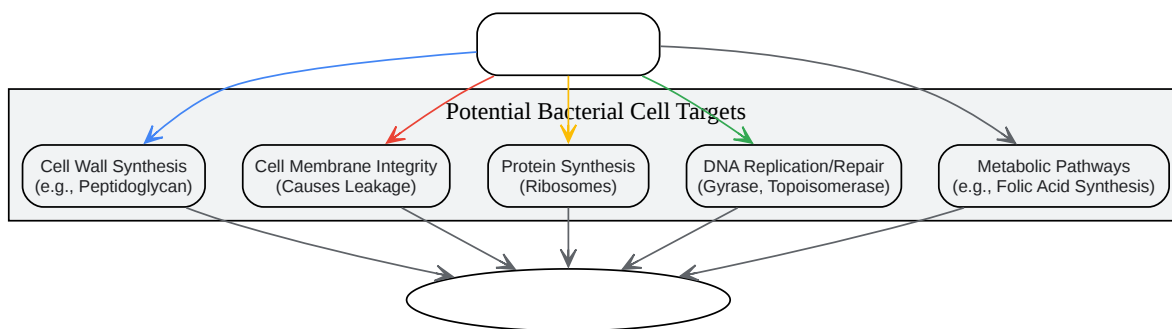 Potential Bacterial Cell Targets
Cell Wall Synthesis
(e.g., Peptidoglycan)
Cell Membrane Integrity
(Causes Leakage)
Protein Synthesis
(Ribosomes)
DNA Replication/Repair
(Gyrase, Topoisomerase)
Metabolic Pathways
(e.g., Folic Acid Synthesis)